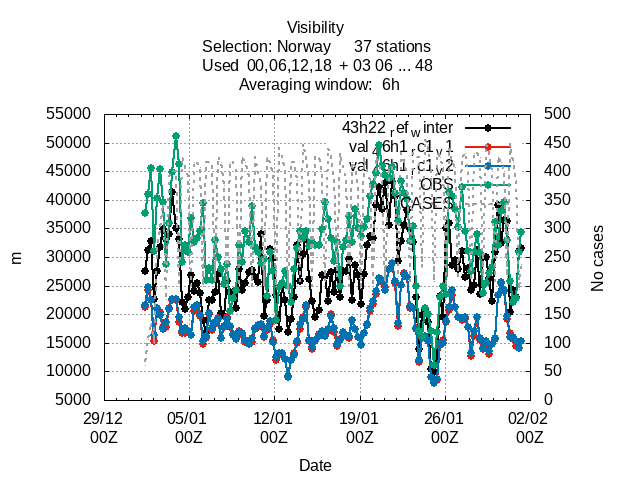 Visibility
Selection: Norway 37 stations
Used 00,06,12,18 + 03 06 ... 48
Averaging window: 6h
55000 500
50000 450
45000 400
40000 350
35000 300
30000 250
25000 200
20000 150
15000 100
10000 50
5000 0
43h22_ref_winter
val_46h1_rc1_v1
val_46h1_rc1_v2
OBS
CASES
m
No cases
29/12 05/01 12/01 19/01 26/01 02/02
00Z 00Z 00Z 00Z 00Z 00Z
Date